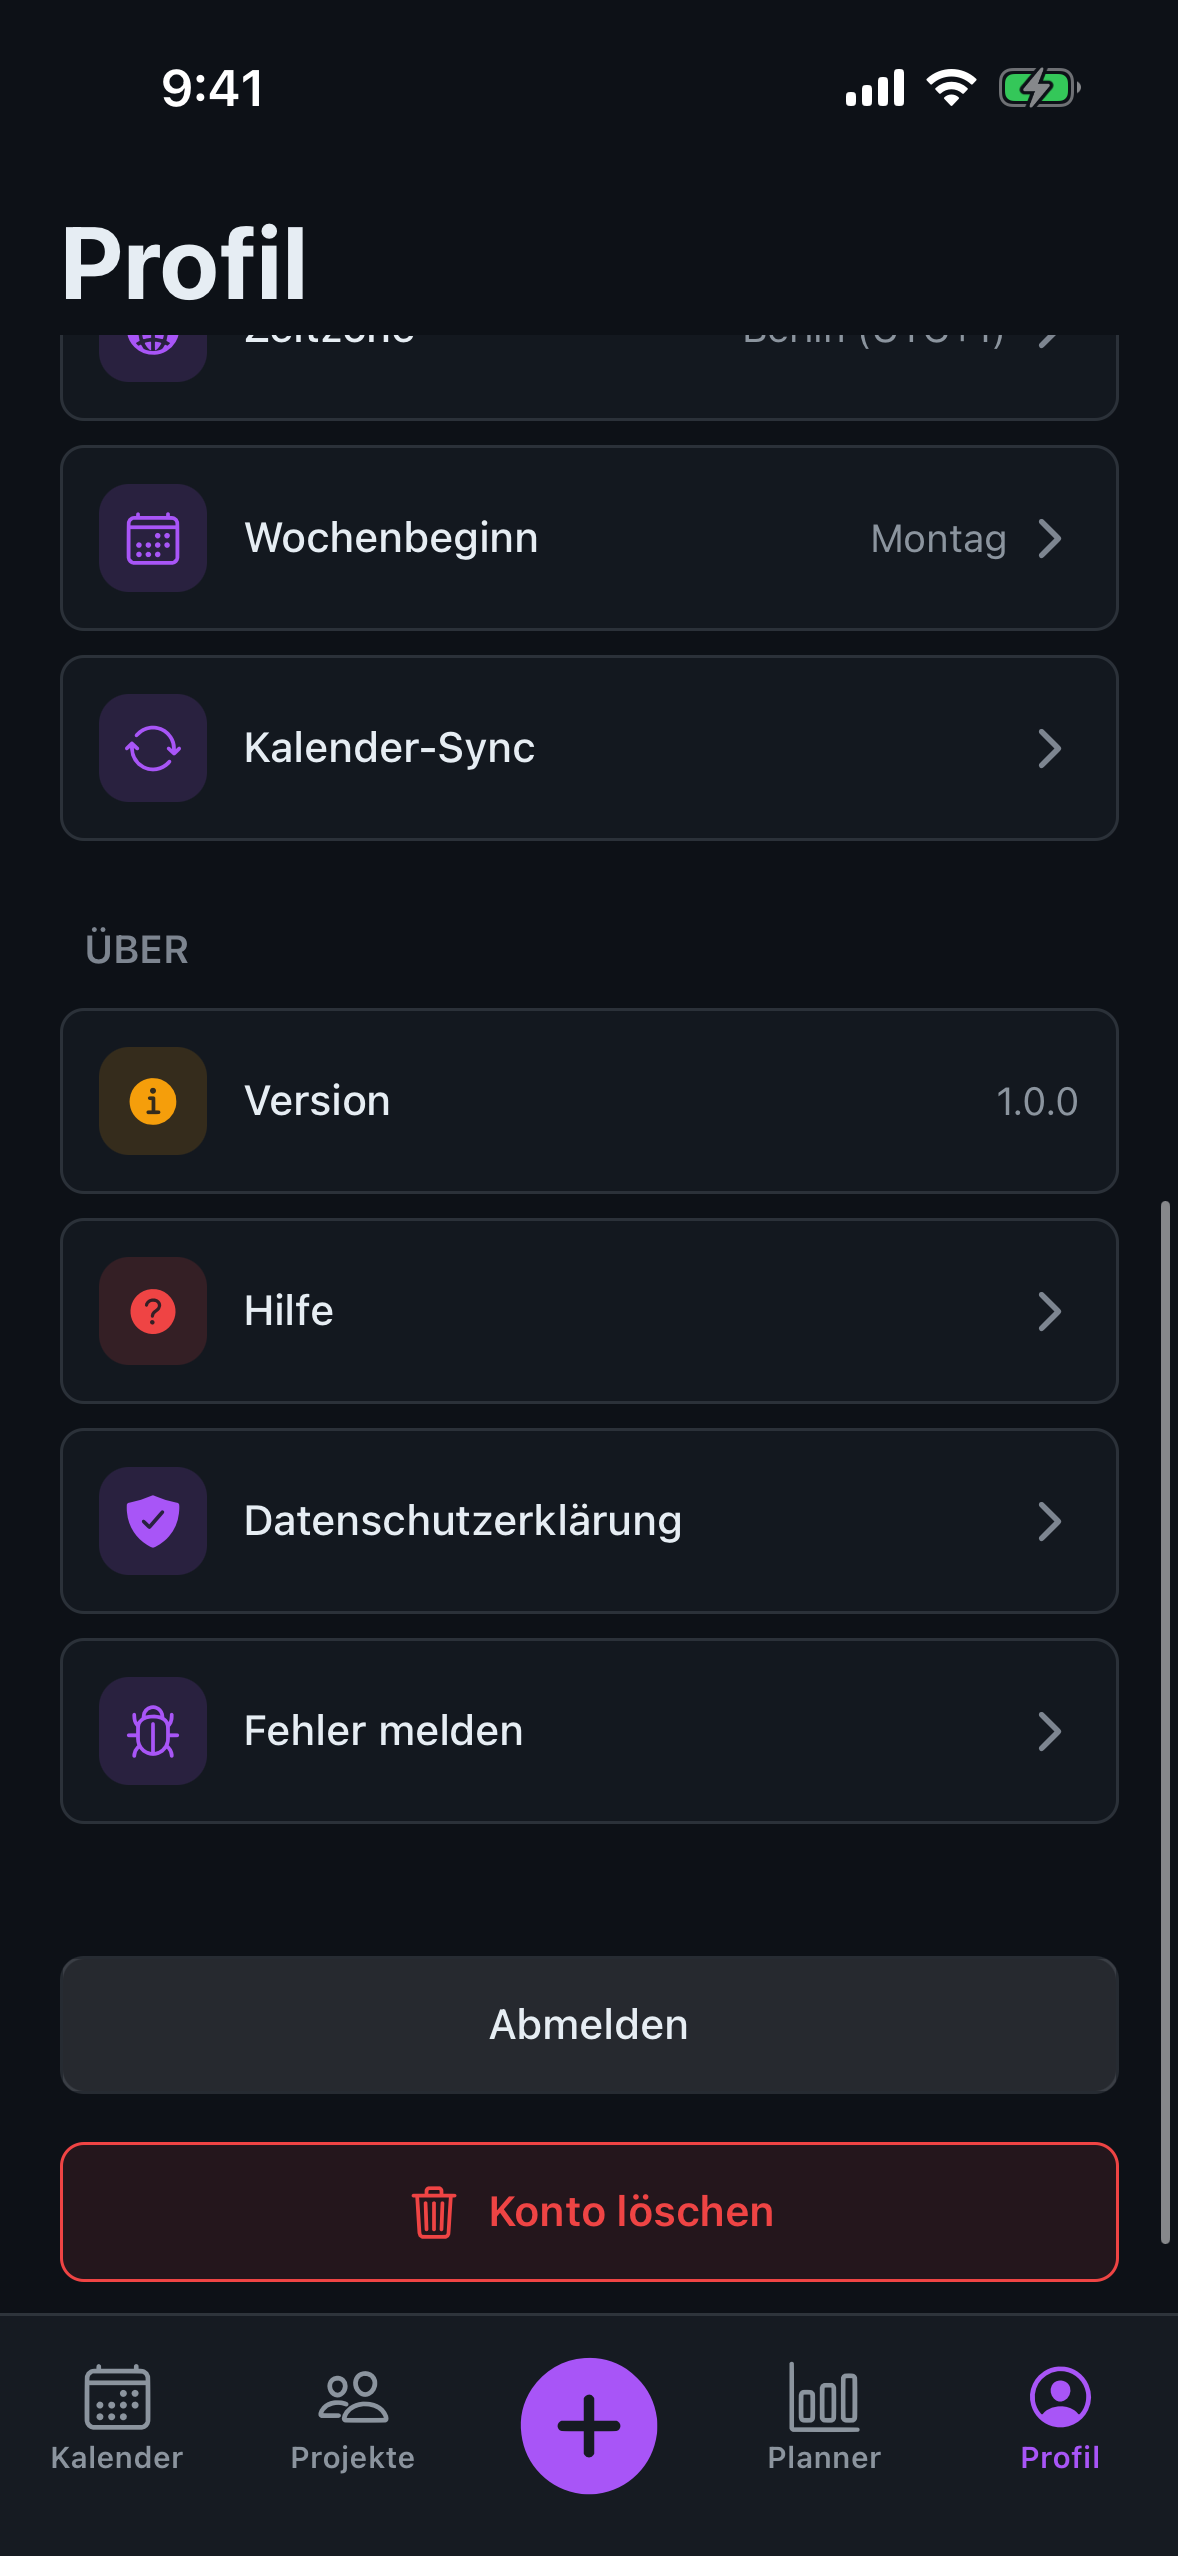 9:41
Profil
Zeitzone
Wochenbeginn
Montag
Kalender-Sync
ÜBER
Version
1.0.0
Hilfe
Datenschutzerklärung
Fehler melden
Abmelden
Konto löschen
Kalender
Projekte
Planner
Profil